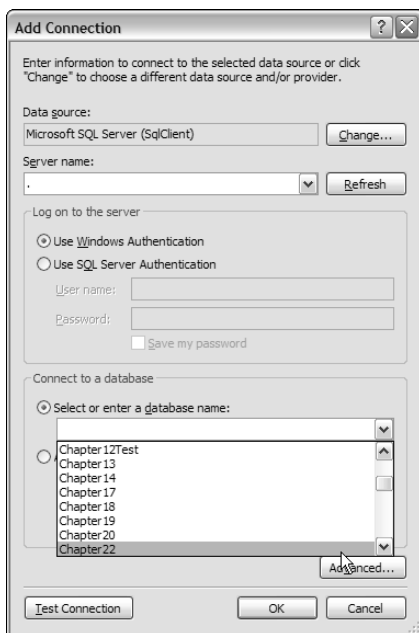 Add Connection
Enter information to connect to the selected data source or click
"Change" to choose a different data source and/or provider.
Data source:
Microsoft SQL Server (SqlClient)
Change...
Server name:
.
Refresh
Log on to the server
Use Windows Authentication
Use SQL Server Authentication
User name:
Password:
Save my password
Connect to a database
Select or enter a database name:
Chapter12Test
Chapter13
Chapter14
Chapter17
Chapter18
Chapter19
Chapter20
Chapter22
Advanced...
Test Connection
OK
Cancel